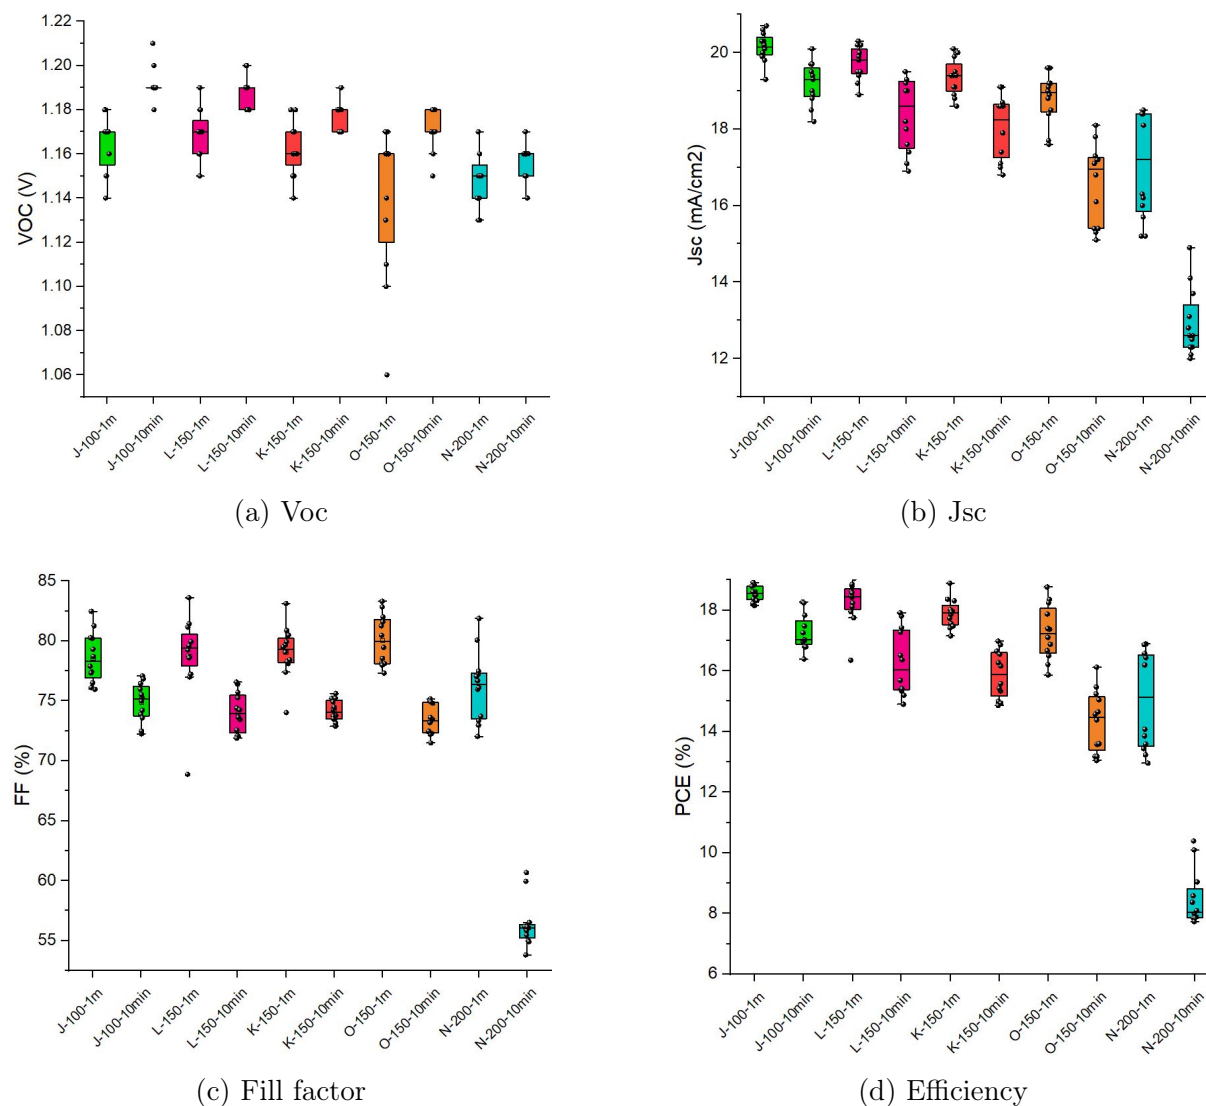 1.22
1.20
1.18
1.16
1.14
1.12
1.10
1.08
1.06
VOC (V)
J-100-1m
J-100-10min
L-150-1m
L-150-10min
K-150-1m
K-150-10min
O-150-1m
O-150-10min
N-200-1m
N-200-10min
(a) Voc
20
18
16
14
12
Jsc (mA/cm2)
J-100-1m
J-100-10min
L-150-1m
L-150-10min
K-150-1m
K-150-10min
O-150-1m
O-150-10min
N-200-1m
N-200-10min
(b) Jsc
85
80
75
70
65
60
55
FF (%)
J-100-1m
J-100-10min
L-150-1m
L-150-10min
K-150-1m
K-150-10min
O-150-1m
O-150-10min
N-200-1m
N-200-10min
(c) Fill factor
18
16
14
12
10
8
6
PCE (%)
J-100-1m
J-100-10min
L-150-1m
L-150-10min
K-150-1m
K-150-10min
O-150-1m
O-150-10min
N-200-1m
N-200-10min
(d) Efficiency